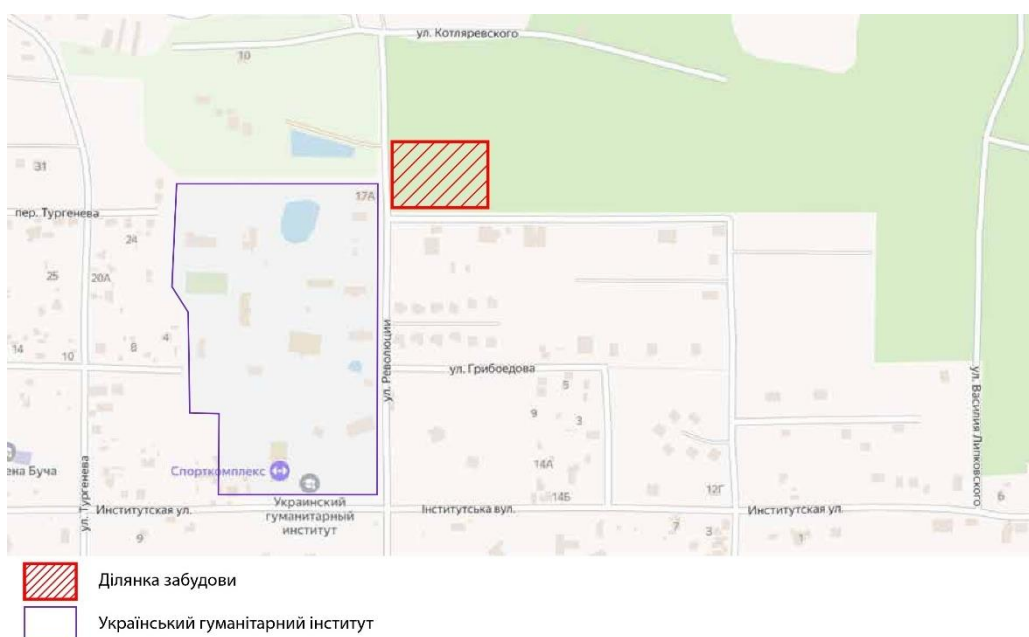 ул. Котляревского
10
31
17А
пер. Тургенева
24
25
20А
ул. Революции
4
14
10
8
ул. Грибоедова
5
9
3
ул. Василия Липковского
14А
ена Буча
Спорткомплекс
12Г
14Б
6
ул. Тургенева
Институтская ул.
Украинский
гуманитарный
институт
Інститутська вул.
Институтская ул.
9
7
3
1
Ділянка забудови
Український гуманітарний інститут